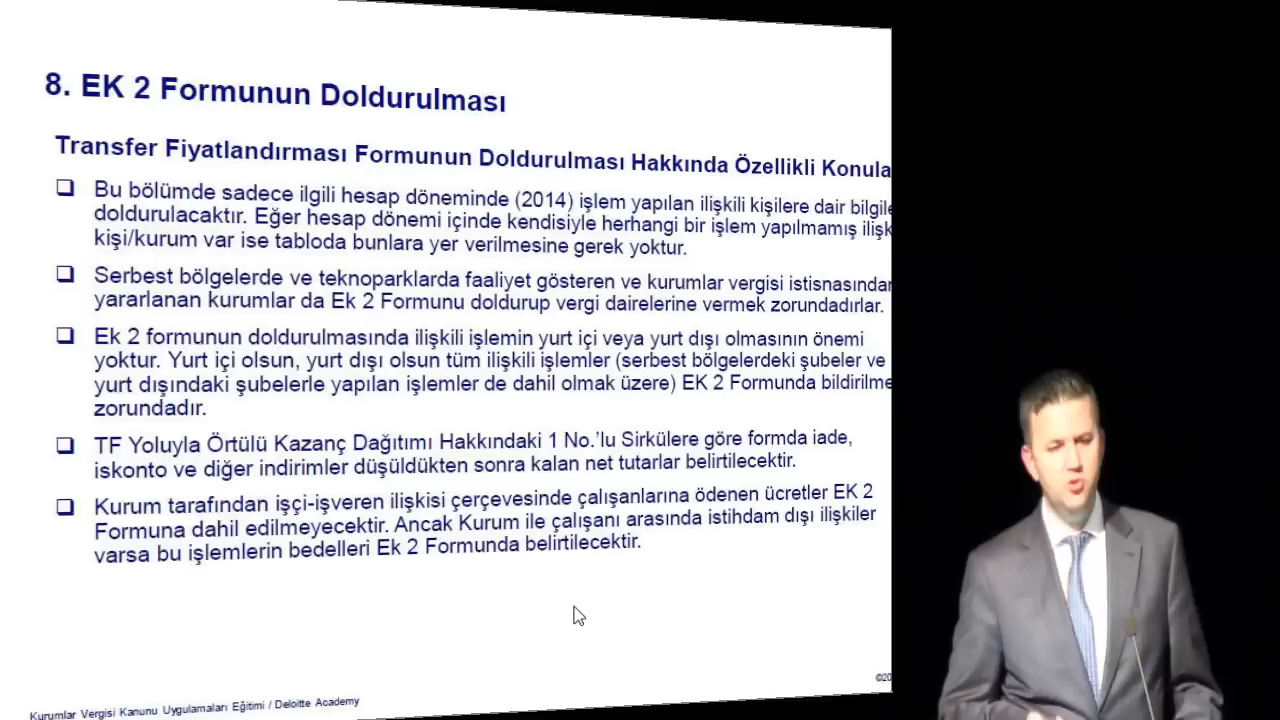 8. EK 2 Formunun Doldurulması
Transfer Fiyatlandırması Formunun Doldurulması Hakkında Özellikli Konula
Bu bölümde sadece ilgili hesap döneminde (2014) işlem yapılan ilişkili kişilere dair bilgile
doldurulacaktır. Eğer hesap dönemi içinde kendisiyle herhangi bir işlem yapılmamış ilişk
kişi/kurum var ise tabloda bunlara yer verilmesine gerek yoktur.
Serbest bölgelerde ve teknoparklarda faaliyet gösteren ve kurumlar vergisi istisnasından
yararlanan kurumlar da Ek 2 Formunu doldurup vergi dairelerine vermek zorundadırlar.
Ek 2 formunun doldurulmasında ilişkili işlemin yurt içi veya yurt dışı olmasının önemi
yoktur. Yurt içi olsun, yurt dışı olsun tüm ilişkili işlemler (serbest bölgelerdeki şubeler ve
yurt dışındaki şubelerle yapılan işlemler de dahil olmak üzere) EK 2 Formunda bildirilme
zorundadır.
TF Yoluyla Örtülü Kazanç Dağıtımı Hakkındaki 1 No.’lu Sirkülere göre formda iade,
iskonto ve diğer indirimler düşüldükten sonra kalan net tutarlar belirtilecektir.
Kurum tarafından işçi-işveren ilişkisi çerçevesinde çalışanlarına ödenen ücretler EK 2
Formuna dahil edilmeyecektir. Ancak Kurum ile çalışanı arasında istihdam dışı ilişkiler
varsa bu işlemlerin bedelleri Ek 2 Formunda belirtilecektir.
©20
Kurumlar Vergisi Kanunu Uygulamaları Eğitimi / Deloitte Academy